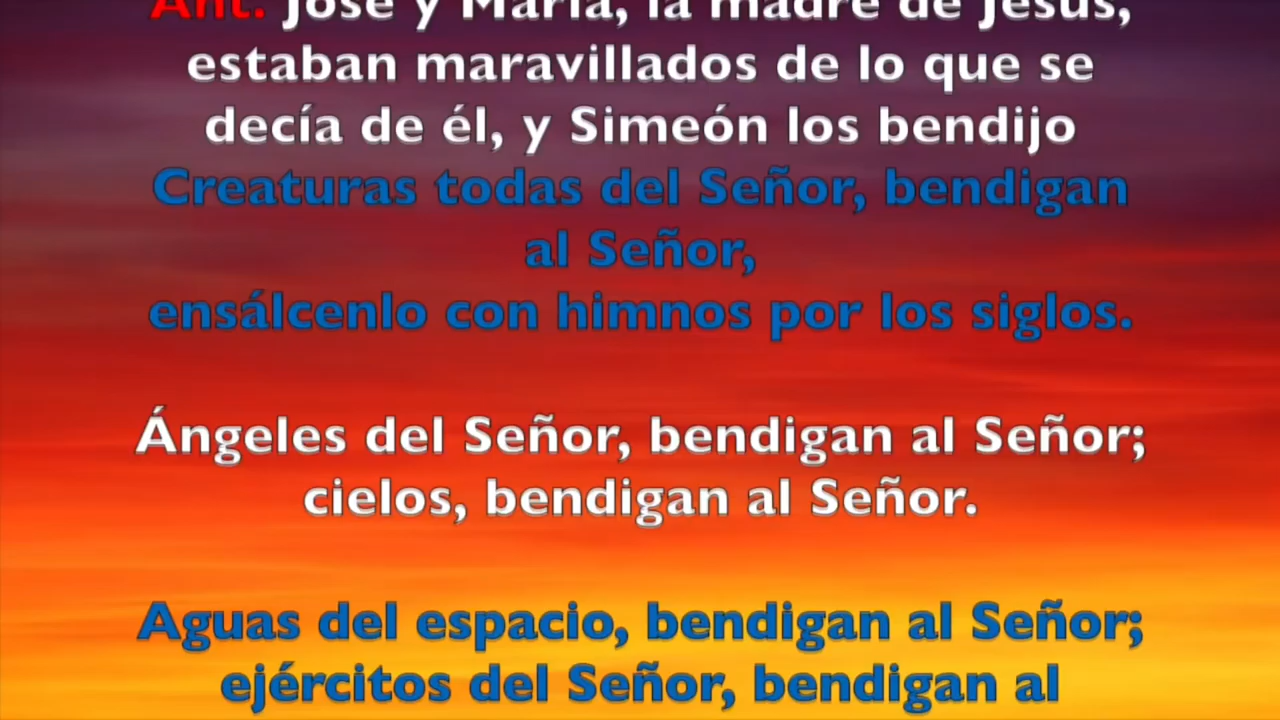 Ant. José y María, la madre de Jesús,
estaban maravillados de lo que se
decía de él, y Simeón los bendijo
Creaturas todas del Señor, bendigan
al Señor,
ensálcenlo con himnos por los siglos.
Ángeles del Señor, bendigan al Señor;
cielos, bendigan al Señor.
Aguas del espacio, bendigan al Señor;
ejércitos del Señor, bendigan al